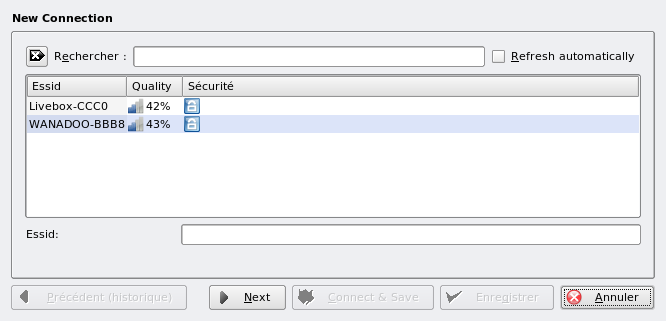 New Connection
Rechercher : Refresh automatically
Essid Quality Sécurité
Livebox-CCC0 42%
WANADOO-BBB8 43%
Essid:
Précédent (historique) Next Connect & Save Enregistrer Annuler